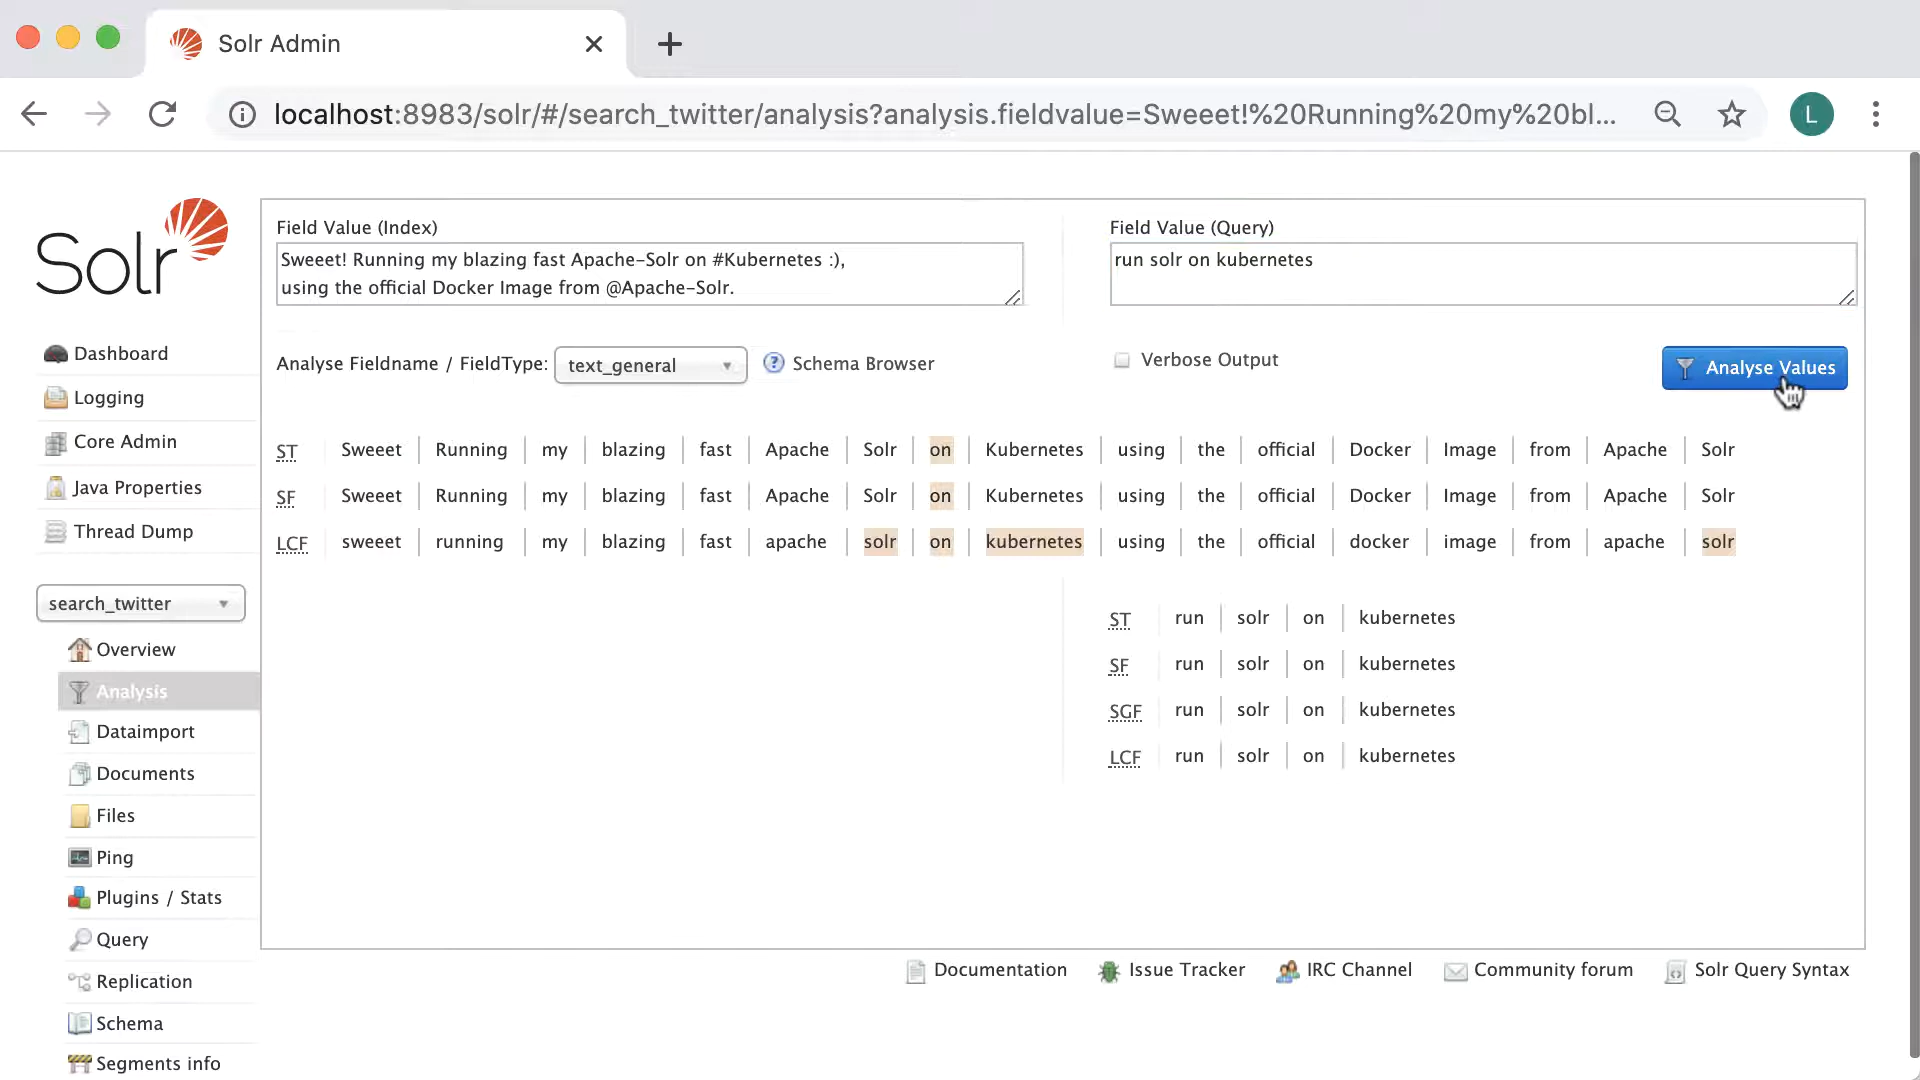 Solr Admin
localhost:8983/solr/#/search_twitter/analysis?analysis.fieldvalue=Sweeet!%20Running%20my%20bl...
L
Solr
Field Value (Index)
Sweeet! Running my blazing fast Apache-Solr on #Kubernetes :),
using the official Docker Image from @Apache-Solr.
Field Value (Query)
run solr on kubernetes
Analyse Fieldname / FieldType: text_general ? Schema Browser
Verbose Output
Analyse Values
ST Sweeet Running my blazing fast Apache Solr on Kubernetes using the official Docker Image from Apache Solr
SF Sweeet Running my blazing fast Apache Solr on Kubernetes using the official Docker Image from Apache Solr
LCF sweeet running my blazing fast apache solr on kubernetes using the official docker image from apache solr
ST run solr on kubernetes
SF run solr on kubernetes
SGF run solr on kubernetes
LCF run solr on kubernetes
Dashboard
Logging
Core Admin
Java Properties
Thread Dump
search_twitter
Overview
Analysis
Dataimport
Documents
Files
Ping
Plugins / Stats
Query
Replication
Schema
Segments info
Documentation Issue Tracker IRC Channel Community forum Solr Query Syntax